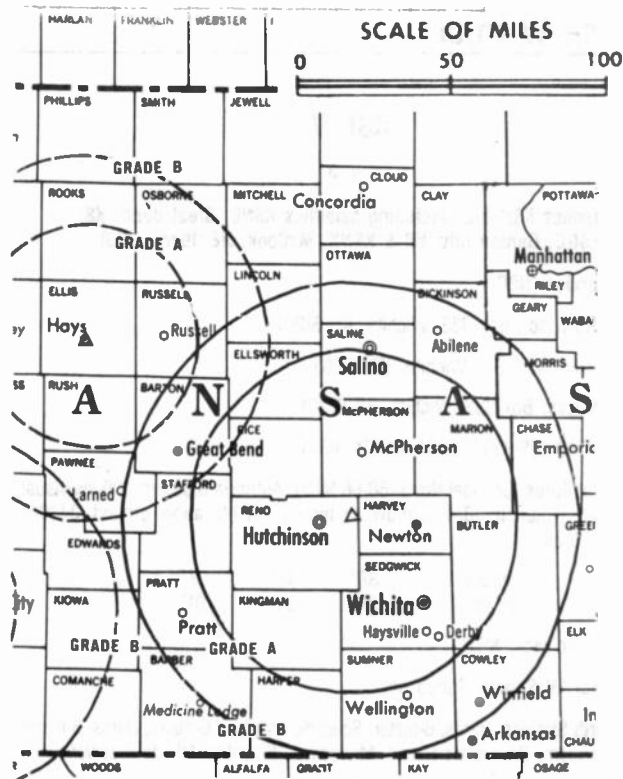 HARLAN FRANKLIN WEBSTER
SCALE OF MILES
0 50 100
PHILLIPS SMITH JEWELL
GRADE B
CLOUD
Concordia
ROOKS OSBORNE MITCHELL CLAY POTTAWA-
GRADE A
OTTAWA
Manhattan
LINCOLN
RILEY
ELLIS RUSSELL DICKINSON
GEARY WABA
Hays Russell
SALINE Abilene
ELLSWORTH
Salino
MORRIS
RUSH BARTON
A N S A S
McPHERSON
RICE MARION CHASE
Great Bend McPherson Emporia
PAWNEE
STAFFORD
Larned
RENO HARVEY
Hutchinson Newton BUTLER GREE
EDWARDS
SEDGWICK
PRATT
KIOWA KINGMAN Wichita
ity Pratt
Haysville Derby
ELK
GRADE B GRADE A
BARBER SUMNER COWLEY
COMANCHE HARPER
Medicine Lodge Wellington Winfield
GRADE B
In
Arkansas
CHAU
WOODS ALFALFA GRANT KAY OSAGE